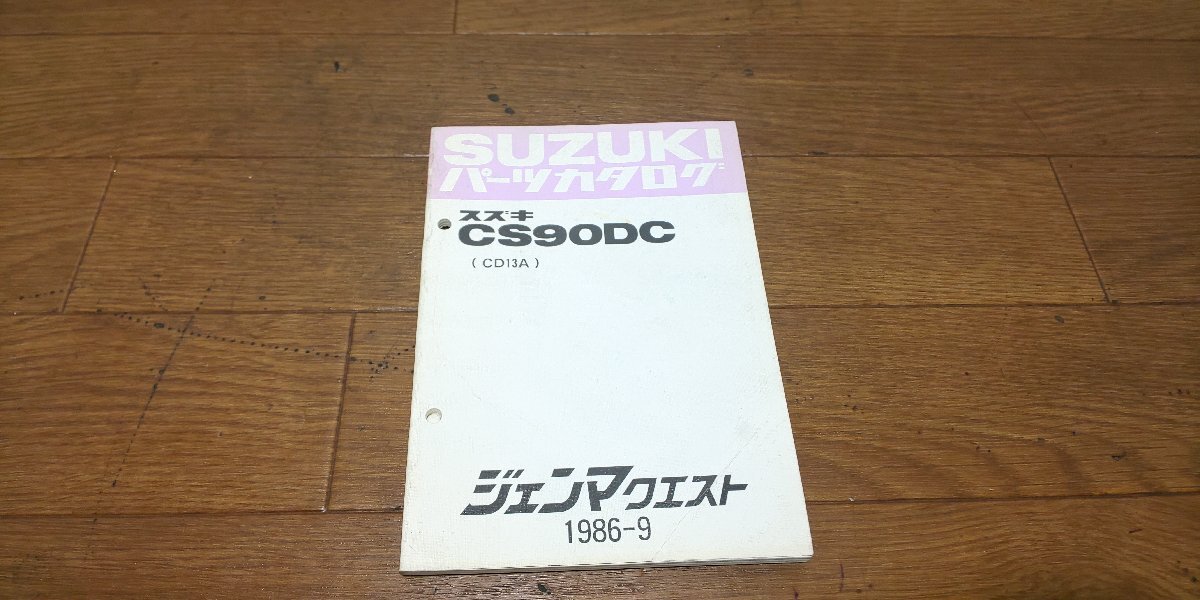 SUZUKI
パーツカタログ
スズキ
CS90DC
( CD13A )
ジェンマクエスト
1986-9